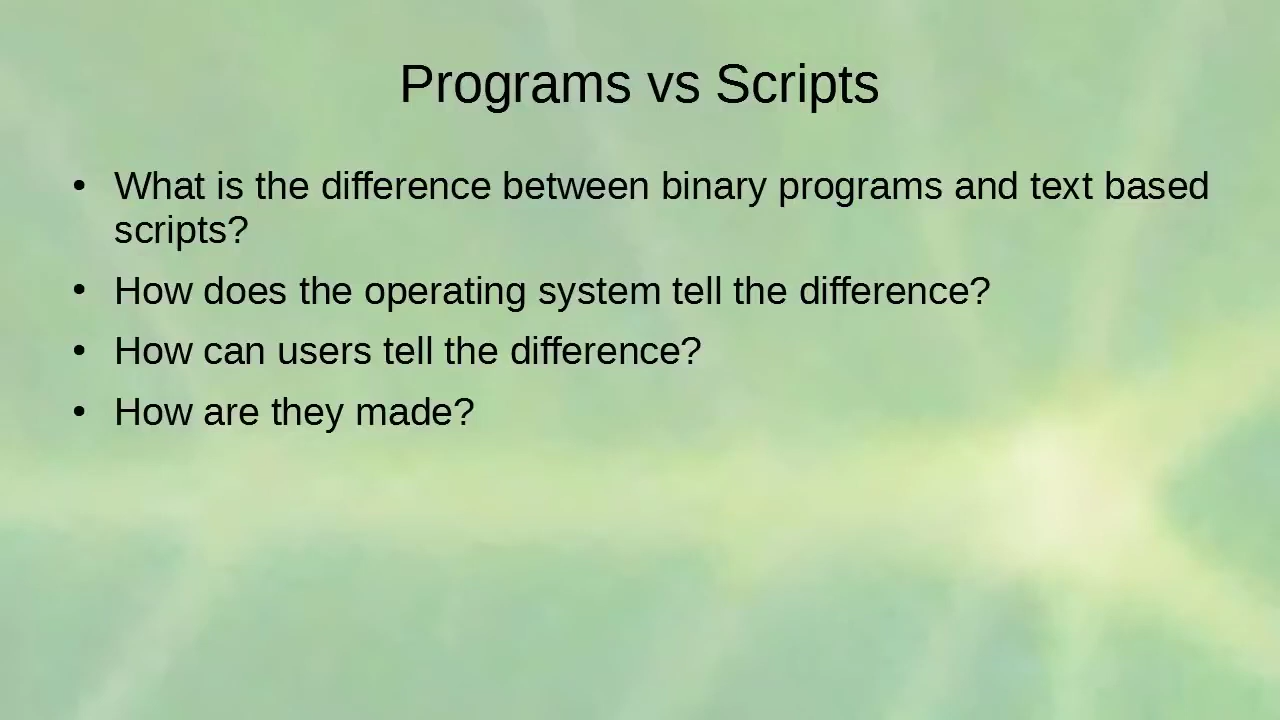 Programs vs Scripts
• What is the difference between binary programs and text based
scripts?
• How does the operating system tell the difference?
• How can users tell the difference?
• How are they made?